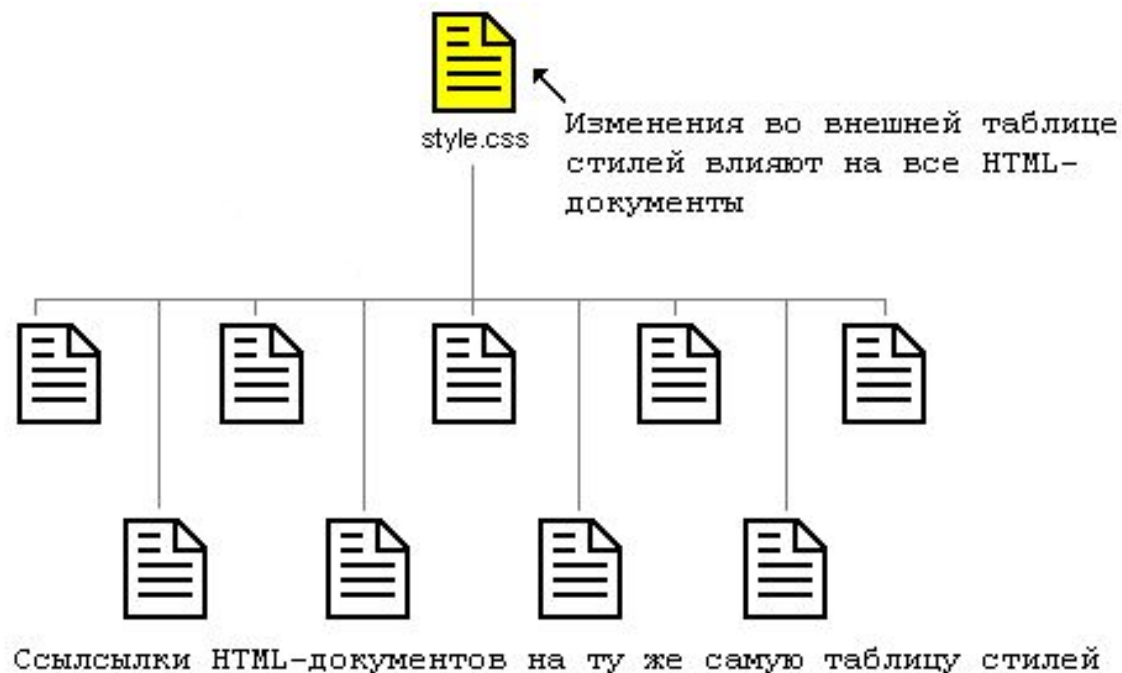 style.css
Изменения во внешней таблице
стилей влияют на все HTML-
документы
Ссылсылки HTML-документов на ту же самую таблицу стилей